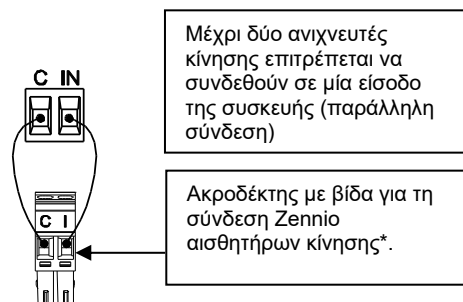 Μέχρι δύο ανιχνευτές
κίνησης επιτρέπεται να
συνδεθούν σε μία είσοδο
της συσκευής (παράλληλη
σύνδεση)
C IN
Ακροδέκτης με βίδα για τη
σύνδεση Zennio
αισθητήρων κίνησης*.
C I